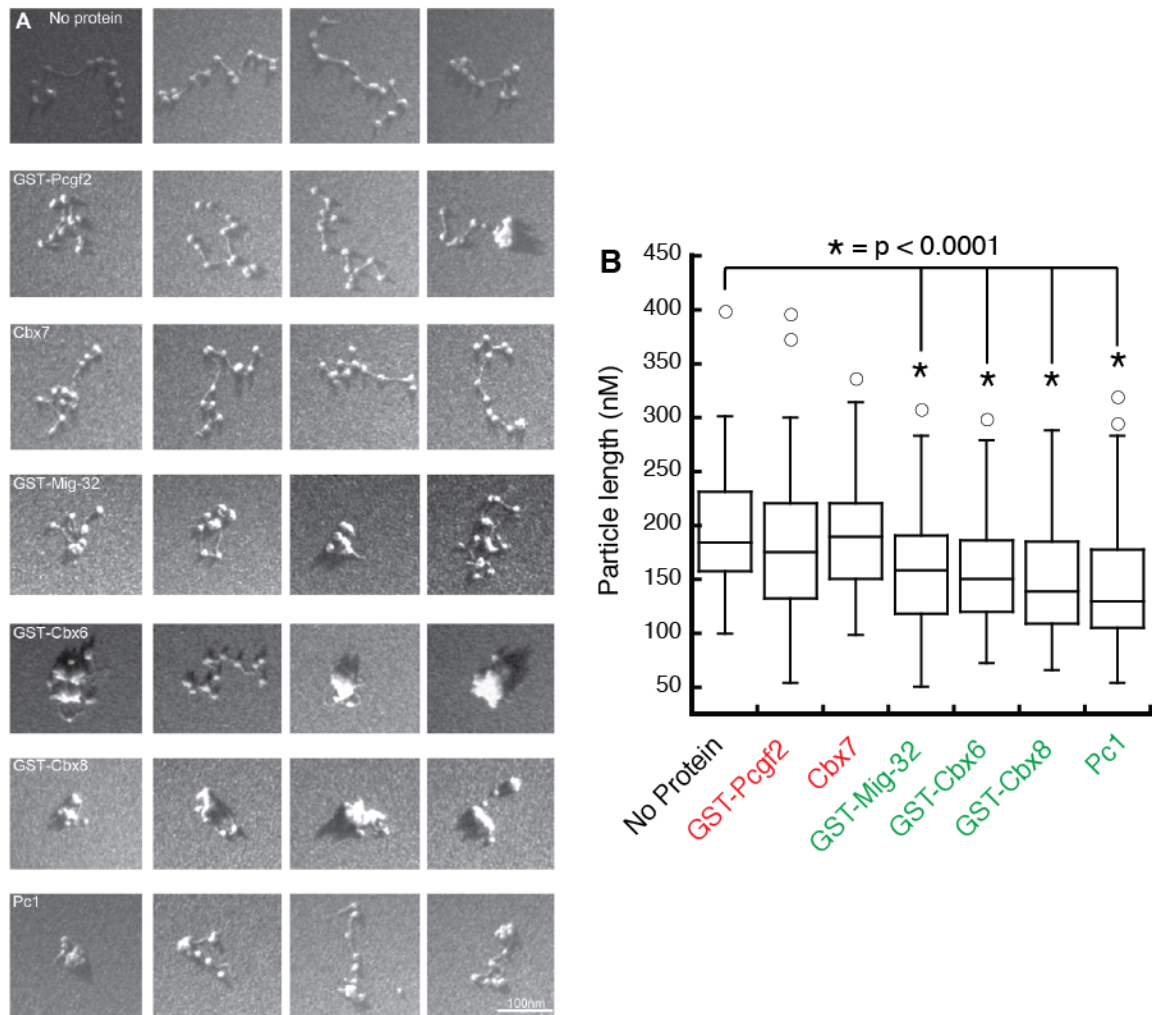 A
No protein
GST-Pcgf2
Cbx7
GST-Mig-32
GST-Cbx6
GST-Cbx8
Pc1
100nm
B
* = p < 0.0001
Particle length (nM)
450
400
350
300
250
200
150
100
50
*
*
*
*
No Protein
GST-Pcgf2
Cbx7
GST-Mig-32
GST-Cbx6
GST-Cbx8
Pc1